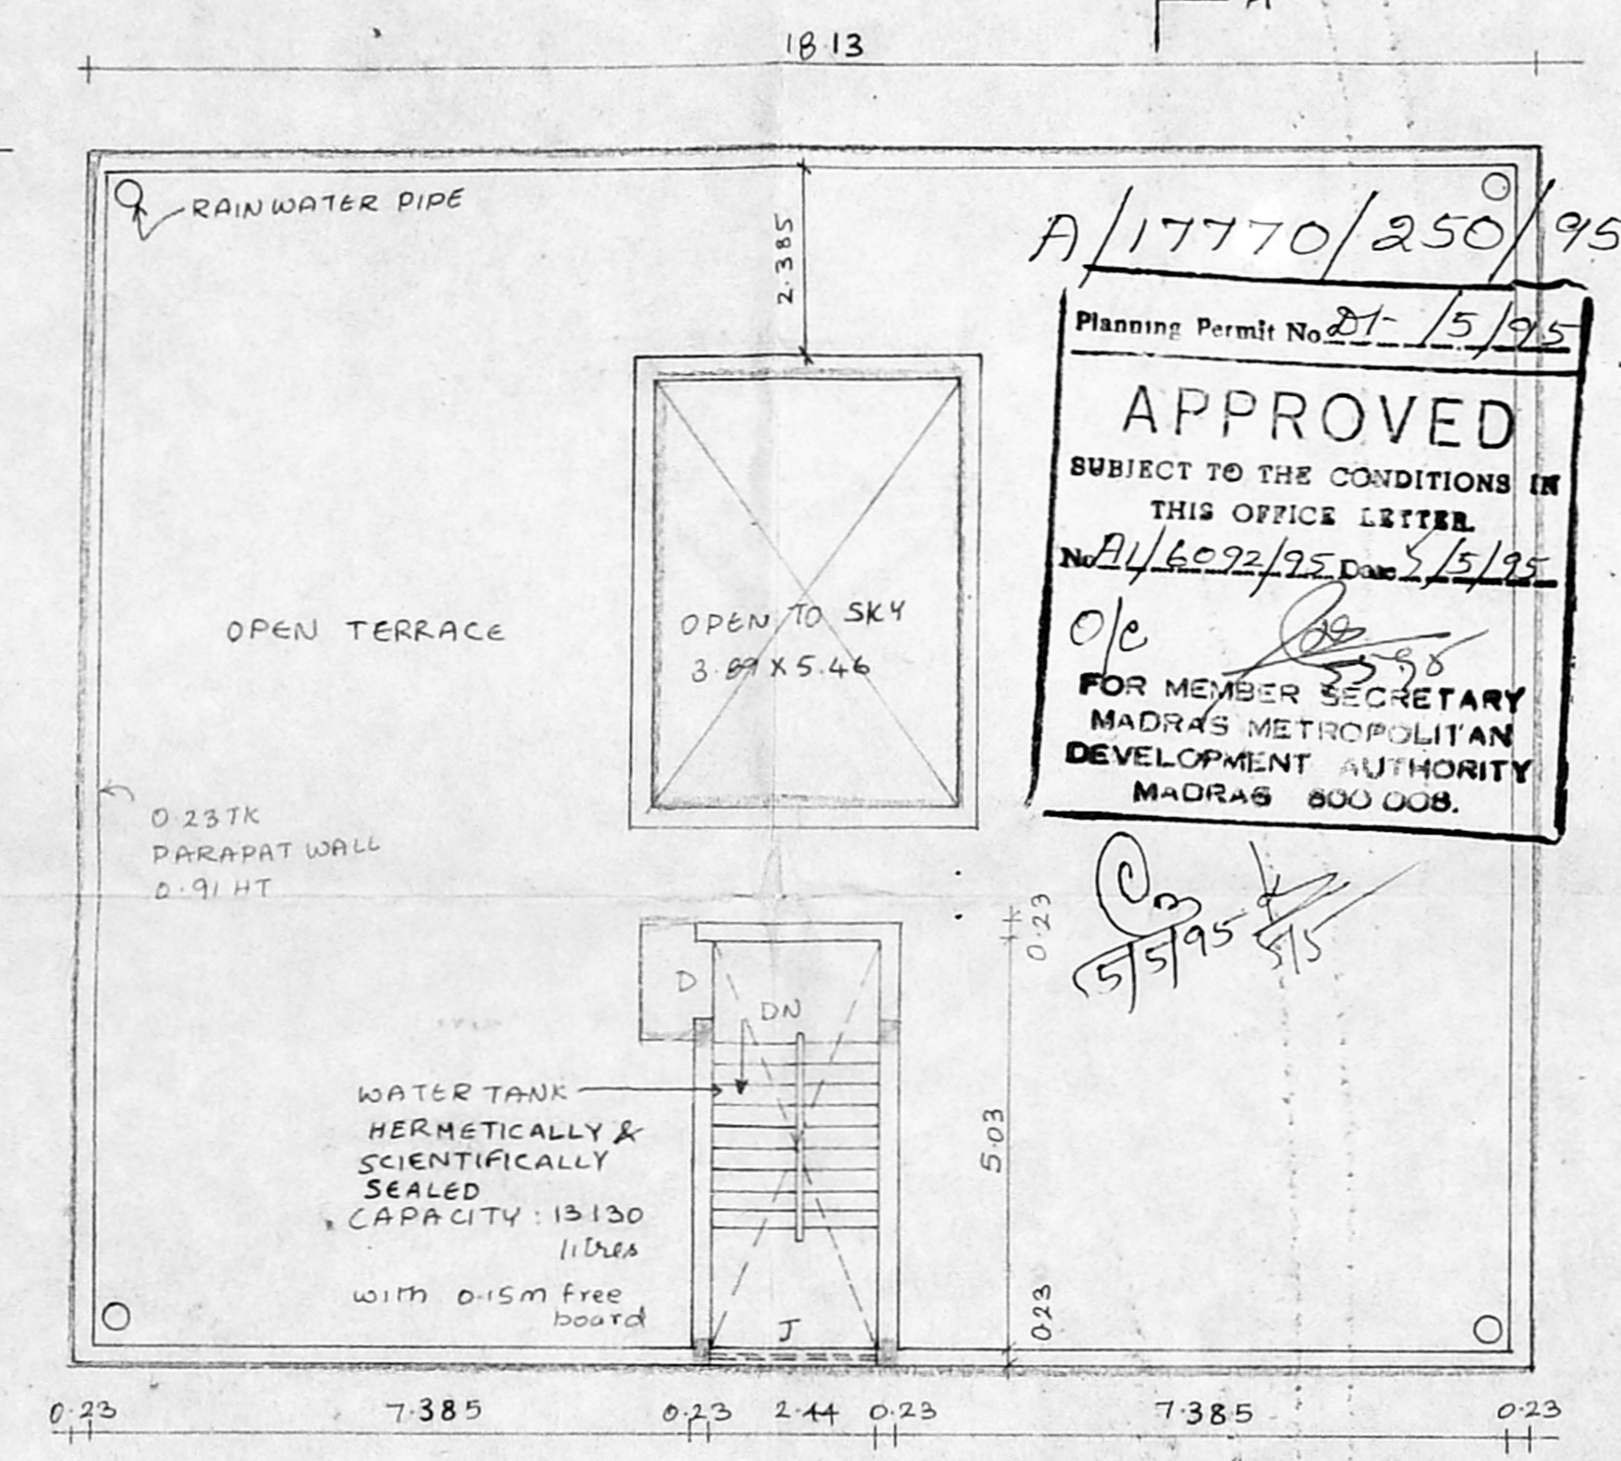 A
18.13
RAINWATER PIPE
2.385
A/17770/250/95
Planning Permit No. /5/95
APPROVED
SUBJECT TO THE CONDITIONS IN
THIS OFFICE LETTER.
No A1/6092/95 Date 5/5/95
O/C
FOR MEMBER SECRETARY
MADRAS METROPOLITAN
DEVELOPMENT AUTHORITY
MADRAS 600 008.
OPEN TERRACE
OPEN TO SKY
3.89 X 5.46
0.23 TK
PARAPAT WALL
0.91 HT
0.23
5/5/95
5/5
D
DN
WATER TANK
HERMETICALLY &
SCIENTIFICALLY
SEALED
CAPACITY : 13130
litres
with 0.15m free
board
5.03
0.23
J
0.23 7.385 0.23 2.44 0.23 7.385 0.23